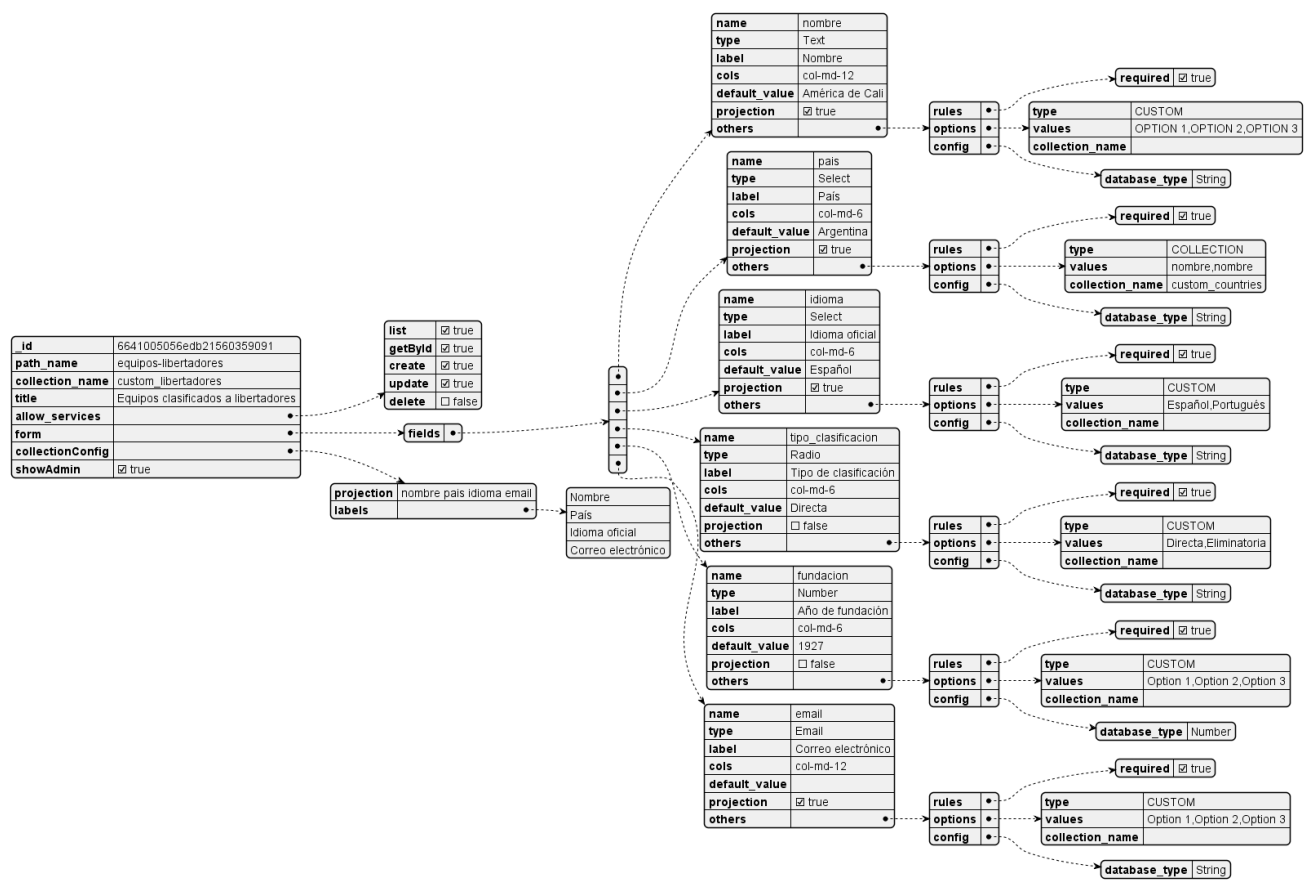 _id 6641005056edb21560359091
path_name equipos-libertadores
collection_name custom_libertadores
title Equipos clasificados a libertadores
allow_services
form
collectionConfig
showAdmin ☑ true
list ☑ true
getById ☑ true
create ☑ true
update ☑ true
delete ☐ false
fields
projection nombre pais idioma email
labels
Nombre
País
Idioma oficial
Correo electrónico
name nombre
type Text
label Nombre
cols col-md-12
default_value América de Cali
projection ☑ true
others
rules
options
config
required ☑ true
type CUSTOM
values OPTION 1,OPTION 2,OPTION 3
collection_name
database_type String
name pais
type Select
label País
cols col-md-6
default_value Argentina
projection ☑ true
others
rules
options
config
required ☑ true
type COLLECTION
values nombre,nombre
collection_name custom_countries
database_type String
name idioma
type Select
label Idioma oficial
cols col-md-6
default_value Español
projection ☑ true
others
rules
options
config
required ☑ true
type CUSTOM
values Español,Portugués
collection_name
database_type String
name tipo_clasificacion
type Radio
label Tipo de clasificación
cols col-md-6
default_value Directa
projection ☐ false
others
rules
options
config
required ☑ true
type CUSTOM
values Directa,Eliminatoria
collection_name
database_type String
name fundacion
type Number
label Año de fundación
cols col-md-6
default_value 1927
projection ☐ false
others
rules
options
config
required ☑ true
type CUSTOM
values Option 1,Option 2,Option 3
collection_name
database_type Number
name email
type Email
label Correo electrónico
cols col-md-12
default_value
projection ☑ true
others
rules
options
config
required ☑ true
type CUSTOM
values Option 1,Option 2,Option 3
collection_name
database_type String